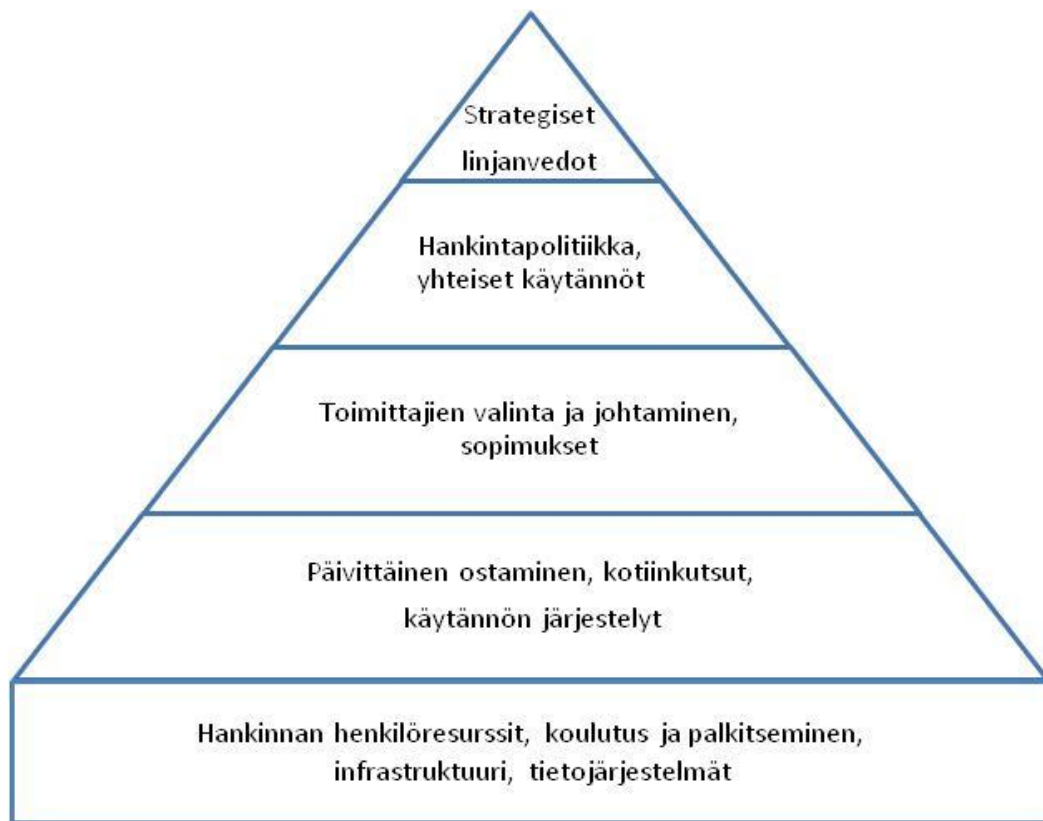 Strategiset
linjanvedot
Hankintapolitiikka,
yhteiset käytännöt
Toimittajien valinta ja johtaminen,
sopimukset
Päivittäinen ostaminen, kotiinkutsut,
käytännön järjestelyt
Hankinnan henkilöresurssit, koulutus ja palkitseminen,
infrastruktuuri, tietojärjestelmät